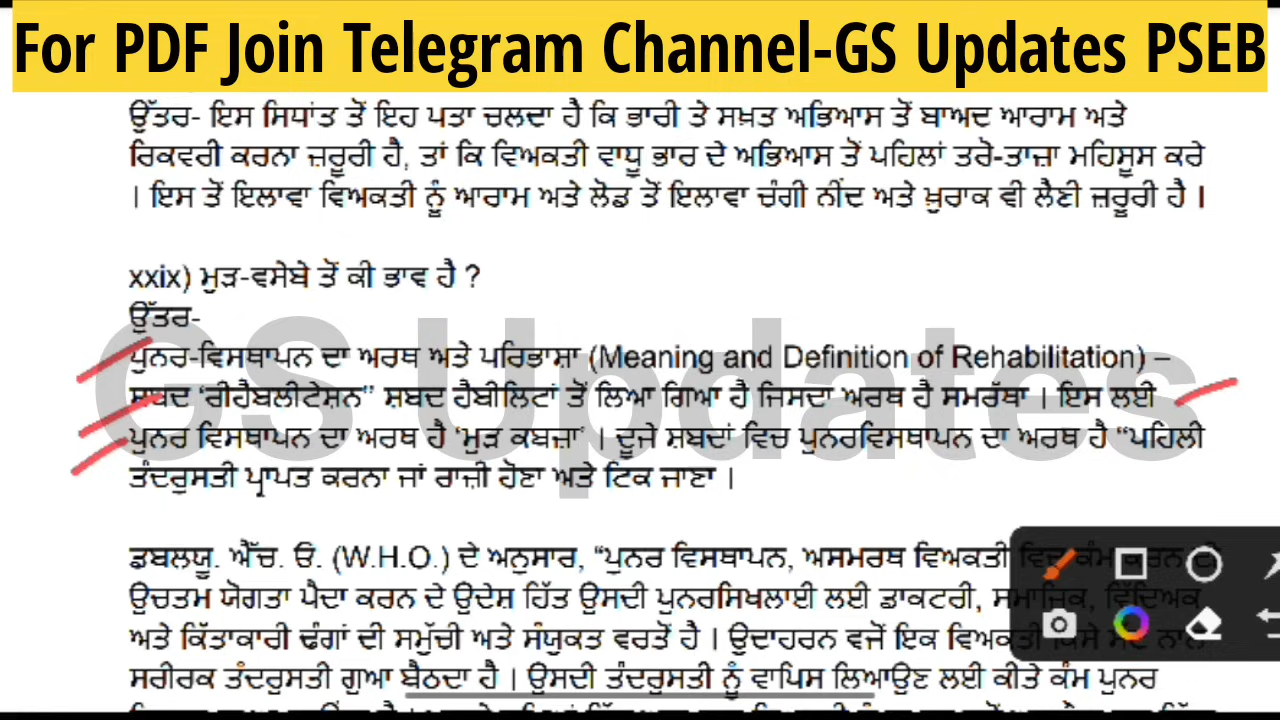 For PDF Join Telegram Channel-GS Updates PSEB
ਉੱਤਰ- ਇਸ ਸਿਧਾਂਤ ਤੋਂ ਇਹ ਪਤਾ ਚਲਦਾ ਹੈ ਕਿ ਭਾਰੀ ਤੇ ਸਖ਼ਤ ਅਭਿਆਸ ਤੋਂ ਬਾਅਦ ਆਰਾਮ ਅਤੇ
ਰਿਕਵਰੀ ਕਰਨਾ ਜ਼ਰੂਰੀ ਹੈ, ਤਾਂ ਕਿ ਵਿਅਕਤੀ ਵਾਧੂ ਭਾਰ ਦੇ ਅਭਿਆਸ ਤੋਂ ਪਹਿਲਾਂ ਤਰੋ-ਤਾਜ਼ਾ ਮਹਿਸੂਸ ਕਰੇ
। ਇਸ ਤੋਂ ਇਲਾਵਾ ਵਿਅਕਤੀ ਨੂੰ ਆਰਾਮ ਅਤੇ ਲੋਡ ਤੋਂ ਇਲਾਵਾ ਚੰਗੀ ਨੀਂਦ ਅਤੇ ਖ਼ੁਰਾਕ ਵੀ ਲੈਣੀ ਜ਼ਰੂਰੀ ਹੈ ।
xxix) ਮੁੜ-ਵਸੇਬੇ ਤੋਂ ਕੀ ਭਾਵ ਹੈ ?
ਉੱਤਰ-
ਪੁਨਰ-ਵਿਸਥਾਪਨ ਦਾ ਅਰਥ ਅਤੇ ਪਰਿਭਾਸ਼ਾ (Meaning and Definition of Rehabilitation) –
ਸ਼ਬਦ ‘ਰੀਹੈਬਲੀਟੇਸ਼ਨ” ਸ਼ਬਦ ਹੈਬੀਲਿਟਾਂ ਤੋਂ ਲਿਆ ਗਿਆ ਹੈ ਜਿਸਦਾ ਅਰਥ ਹੈ ਸਮਰੱਥਾ । ਇਸ ਲਈ
ਪੁਨਰ ਵਿਸਥਾਪਨ ਦਾ ਅਰਥ ਹੈ ‘ਮੁੜ ਕਬਜ਼ਾ’ । ਦੂਜੇ ਸ਼ਬਦਾਂ ਵਿਚ ਪੁਨਰਵਿਸਥਾਪਨ ਦਾ ਅਰਥ ਹੈ “ਪਹਿਲੀ
ਤੰਦਰੁਸਤੀ ਪ੍ਰਾਪਤ ਕਰਨਾ ਜਾਂ ਰਾਜ਼ੀ ਹੋਣਾ ਅਤੇ ਟਿਕ ਜਾਣਾ ।
GS Updates
ਡਬਲਯੂ. ਐੱਚ. ਓ. (W.H.O.) ਦੇ ਅਨੁਸਾਰ, “ਪੁਨਰ ਵਿਸਥਾਪਨ, ਅਸਮਰਥ ਵਿਅਕਤੀ ਵਿਚ ਕੰਮ ਕਰਨ ਦੀ
ਉਚਤਮ ਯੋਗਤਾ ਪੈਦਾ ਕਰਨ ਦੇ ਉਦੇਸ਼ ਹਿੱਤ ਉਸਦੀ ਪੁਨਰਸਿਖਲਾਈ ਲਈ ਡਾਕਟਰੀ, ਸਮਾਜਿਕ, ਵਿੱਦਿਅਕ
ਅਤੇ ਕਿੱਤਾਕਾਰੀ ਢੰਗਾਂ ਦੀ ਸਮੁੱਚੀ ਅਤੇ ਸੰਯੁਕਤ ਵਰਤੋਂ ਹੈ । ਉਦਾਹਰਨ ਵਜੋਂ ਇਕ ਵਿਅਕਤੀ ਕਿਸੇ ਸੱਟ ਨਾਲ
ਸਰੀਰਕ ਤੰਦਰੁਸਤੀ ਗੁਆ ਬੈਠਦਾ ਹੈ । ਉਸਦੀ ਤੰਦਰੁਸਤੀ ਨੂੰ ਵਾਪਿਸ ਲਿਆਉਣ ਲਈ ਕੀਤੇ ਕੰਮ ਪੁਨਰ